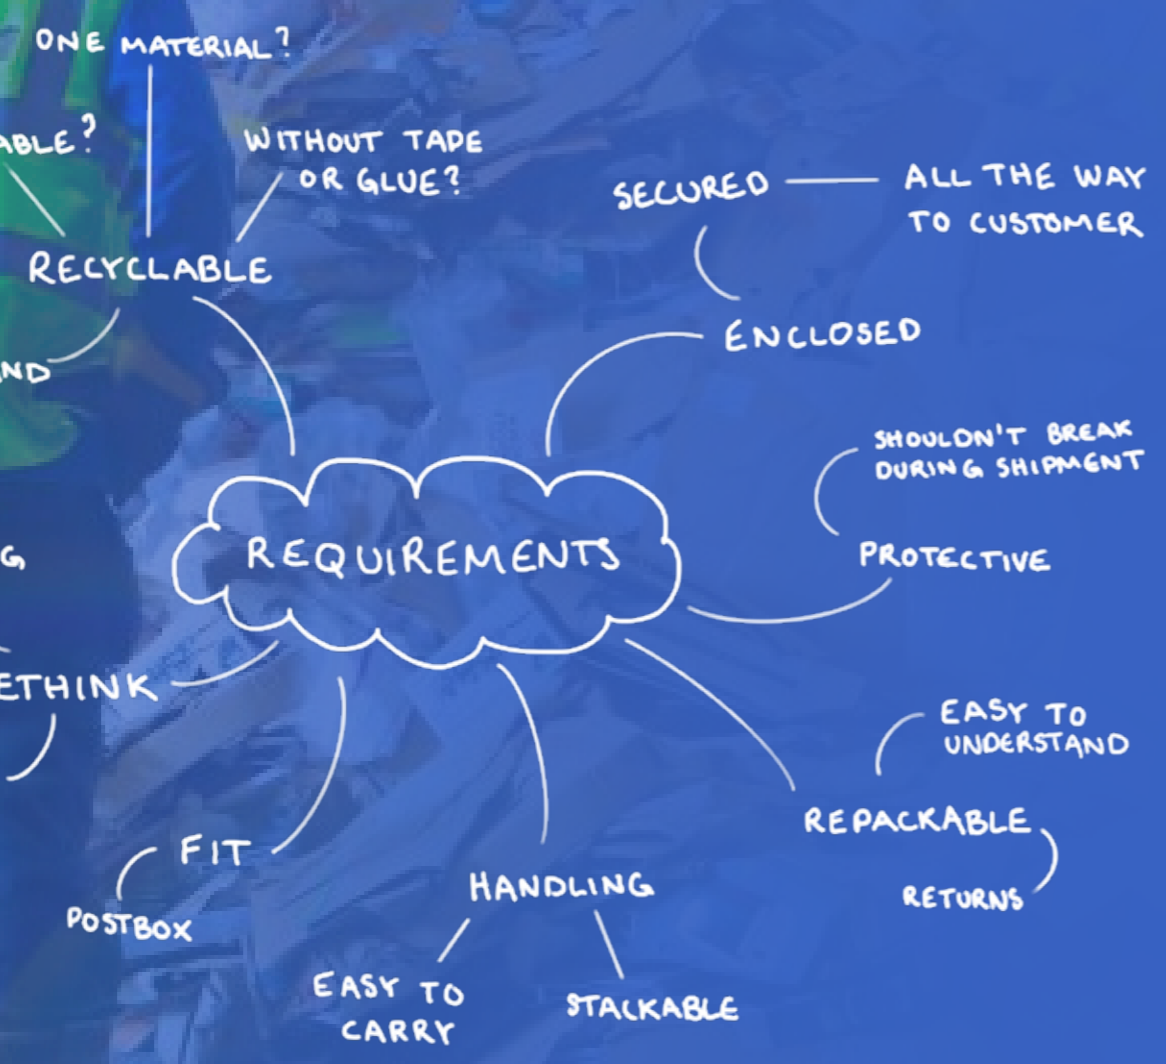 ONE MATERIAL?
ABLE?
WITHOUT TAPE
OR GLUE?
RECYCLABLE
ND
SECURED
ALL THE WAY
TO CUSTOMER
ENCLOSED
SHOULDN'T BREAK
DURING SHIPMENT
PROTECTIVE
REQUIREMENTS
G
ETHINK
FIT
POSTBOX
HANDLING
EASY TO
CARRY
STACKABLE
EASY TO
UNDERSTAND
REPACKABLE
RETURNS